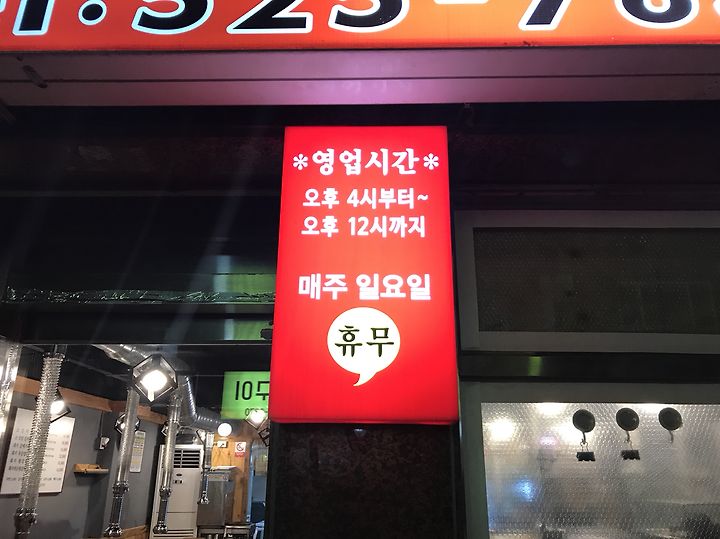 *영업시간*
오후 4시부터~
오후 12시까지
매주 일요일
휴무